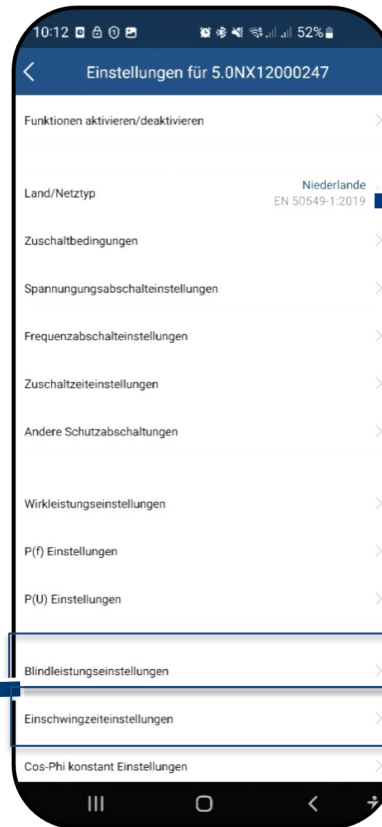 10:12 52%
Einstellungen für 5.0NX12000247
Funktionen aktivieren/deaktivieren
Land/Netztyp
Niederlande
EN 50549-1:2019
Zuschaltbedingungen
Spannungungsabschalteinstellungen
Frequenzabschalteinstellungen
Zuschaltzeiteinstellungen
Andere Schutzabschaltungen
Wirkleistungseinstellungen
P(f) Einstellungen
P(U) Einstellungen
Blindleistungseinstellungen
Einschwingzeiteinstellungen
Cos-Phi konstant Einstellungen